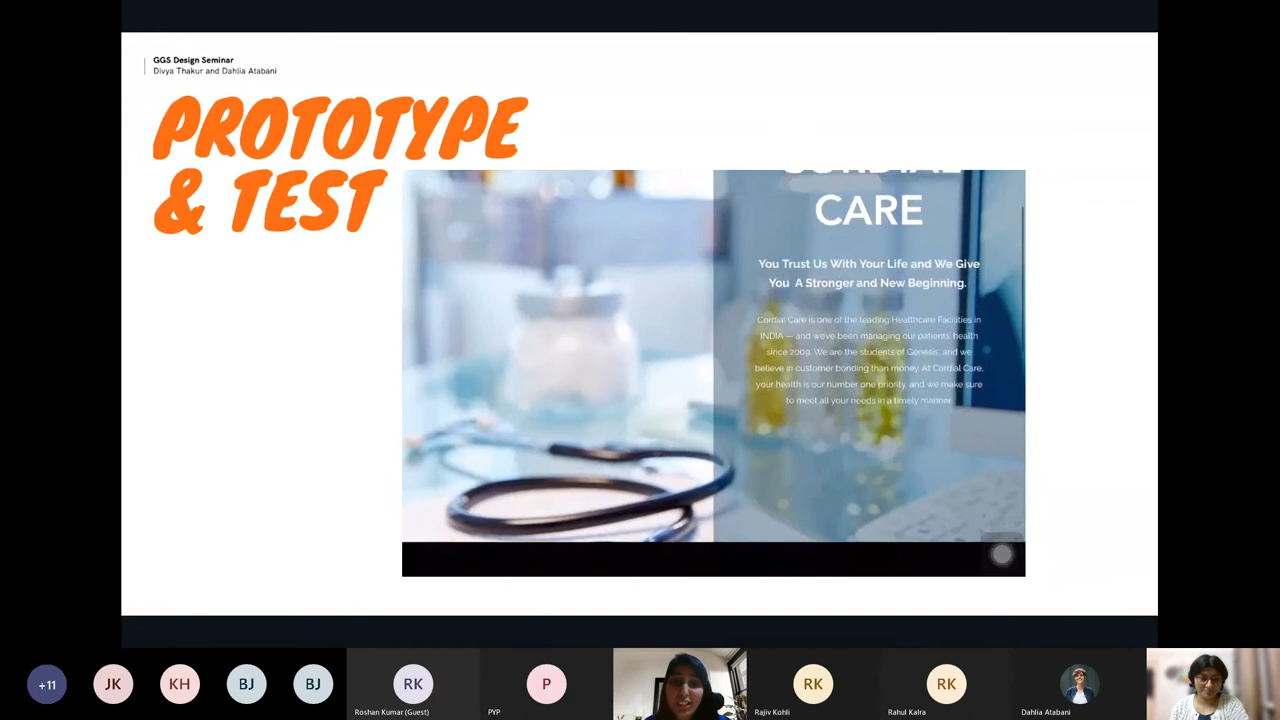 GGS Design Seminar
Divya Thakur and Dahlia Atabani
PROTOTYPE
& TEST
CORDIAL
CARE
You Trust Us With Your Life and We Give
You A Stronger and New Beginning.
Cordial Care is one of the leading Healthcare Facilities in
INDIA — and we've been managing our patients' health
since 2009. We are the students of Genesis, and we
believe in customer bonding than money. At Cordial Care,
your health is our number one priority, and we make sure
to meet all your needs in a timely manner.
+11
JK
KH
BJ
BJ
RK
P
RK
RK
Roshan Kumar (Guest)
PYP
Rajiv Kohli
Rahul Kalra
Dahlia Atabani